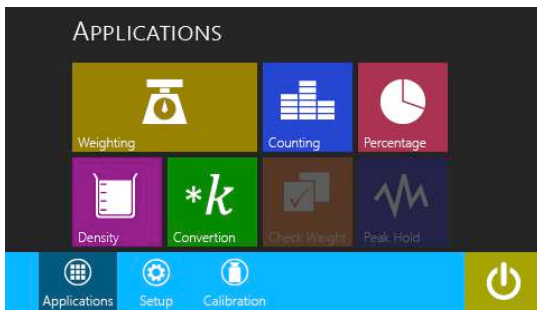 APPLICATIONS
Weighting
Counting
Percentage
Density
*k
Convertion
Check Weight
Peak Hold
Applications
Setup
Calibration